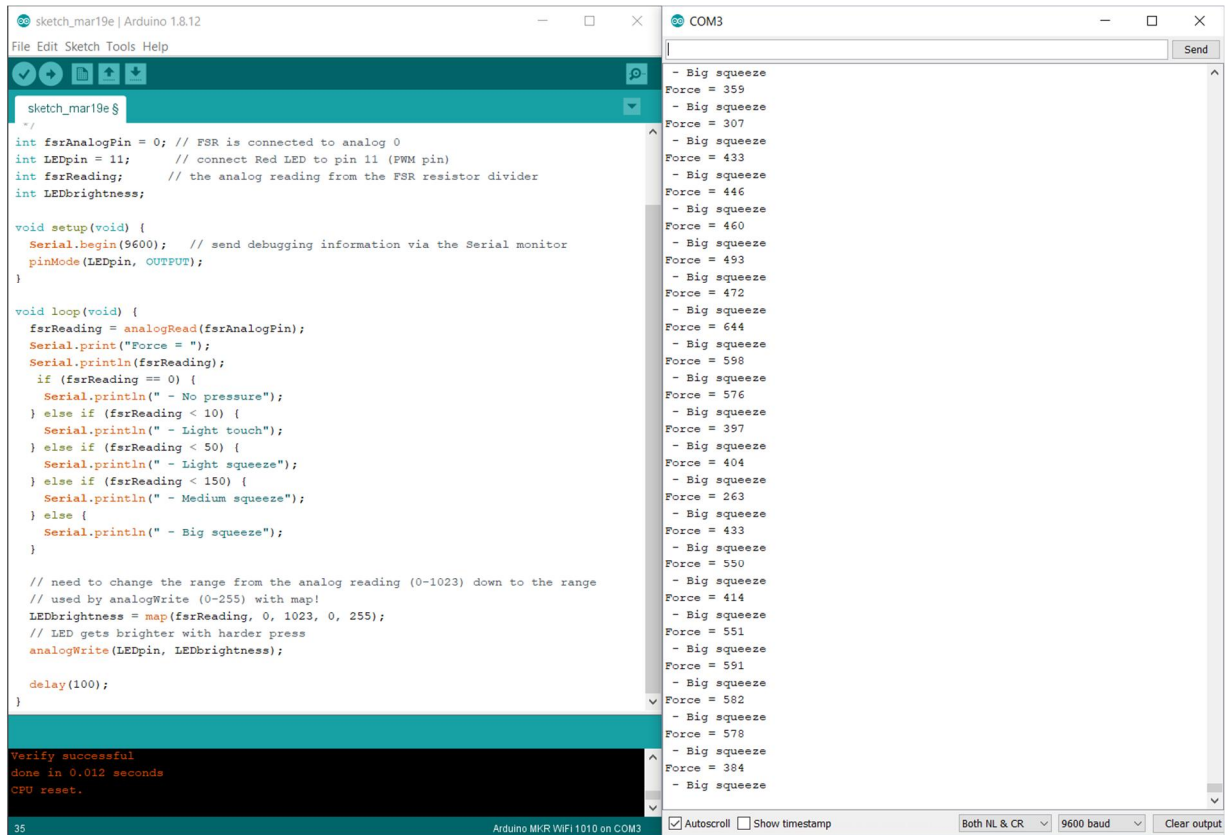 sketch_mar19e | Arduino 1.8.12
File Edit Sketch Tools Help
sketch_mar19e §
*/
int fsrAnalogPin = 0; // FSR is connected to analog 0
int LEDpin = 11;      // connect Red LED to pin 11 (PWM pin)
int fsrReading;      // the analog reading from the FSR resistor divider
int LEDbrightness;

void setup(void) {
  Serial.begin(9600);   // send debugging information via the Serial monitor
  pinMode(LEDpin, OUTPUT);
}

void loop(void) {
  fsrReading = analogRead(fsrAnalogPin);
  Serial.print("Force = ");
  Serial.println(fsrReading);
   if (fsrReading == 0) {
    Serial.println(" - No pressure");
  } else if (fsrReading < 10) {
    Serial.println(" - Light touch");
  } else if (fsrReading < 50) {
    Serial.println(" - Light squeeze");
  } else if (fsrReading < 150) {
    Serial.println(" - Medium squeeze");
  } else {
    Serial.println(" - Big squeeze");
  }

  // need to change the range from the analog reading (0-1023) down to the range
  // used by analogWrite (0-255) with map!
  LEDbrightness = map(fsrReading, 0, 1023, 0, 255);
  // LED gets brighter with harder press
  analogWrite(LEDpin, LEDbrightness);

  delay(100);
}
Verify successful
done in 0.012 seconds
CPU reset.
35
Arduino MKR WiFi 1010 on COM3
COM3
Send
 - Big squeeze
Force = 359
 - Big squeeze
Force = 307
 - Big squeeze
Force = 433
 - Big squeeze
Force = 446
 - Big squeeze
Force = 460
 - Big squeeze
Force = 493
 - Big squeeze
Force = 472
 - Big squeeze
Force = 644
 - Big squeeze
Force = 598
 - Big squeeze
Force = 576
 - Big squeeze
Force = 397
 - Big squeeze
Force = 404
 - Big squeeze
Force = 263
 - Big squeeze
Force = 433
 - Big squeeze
Force = 550
 - Big squeeze
Force = 414
 - Big squeeze
Force = 551
 - Big squeeze
Force = 591
 - Big squeeze
Force = 582
 - Big squeeze
Force = 578
 - Big squeeze
Force = 384
 - Big squeeze
Autoscroll Show timestamp Both NL & CR 9600 baud Clear output